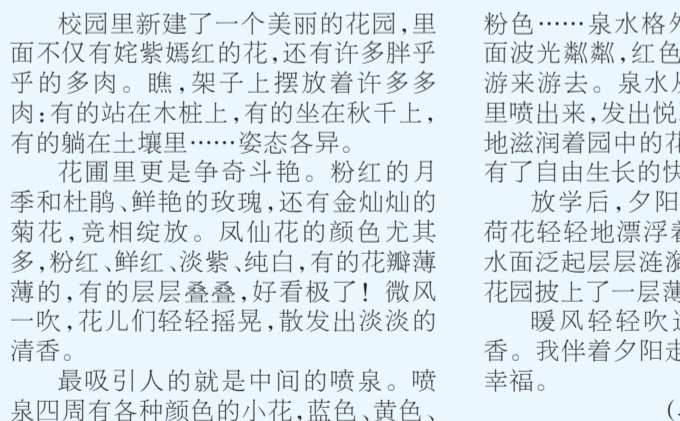 校园里新建了一个美丽的花园,里
面不仅有姹紫嫣红的花,还有许多胖乎
乎的多肉。瞧,架子上摆放着许多多
肉:有的站在木桩上,有的坐在秋千上,
有的躺在土壤里……姿态各异。
花圃里更是争奇斗艳。粉红的月
季和杜鹃、鲜艳的玫瑰,还有金灿灿的
菊花,竞相绽放。凤仙花的颜色尤其
多,粉红、鲜红、淡紫、纯白,有的花瓣薄
薄的,有的层层叠叠,好看极了！微风
一吹,花儿们轻轻摇晃,散发出淡淡的
清香。
最吸引人的就是中间的喷泉。喷
泉四周有各种颜色的小花,蓝色、黄色、
粉色……泉水格外
面波光粼粼,红色
游来游去。泉水从
里喷出来,发出悦
地滋润着园中的花
有了自由生长的快
放学后,夕阳
荷花轻轻地漂浮着
水面泛起层层涟漪
花园披上了一层薄
暖风轻轻吹过
香。我伴着夕阳走
幸福。
(